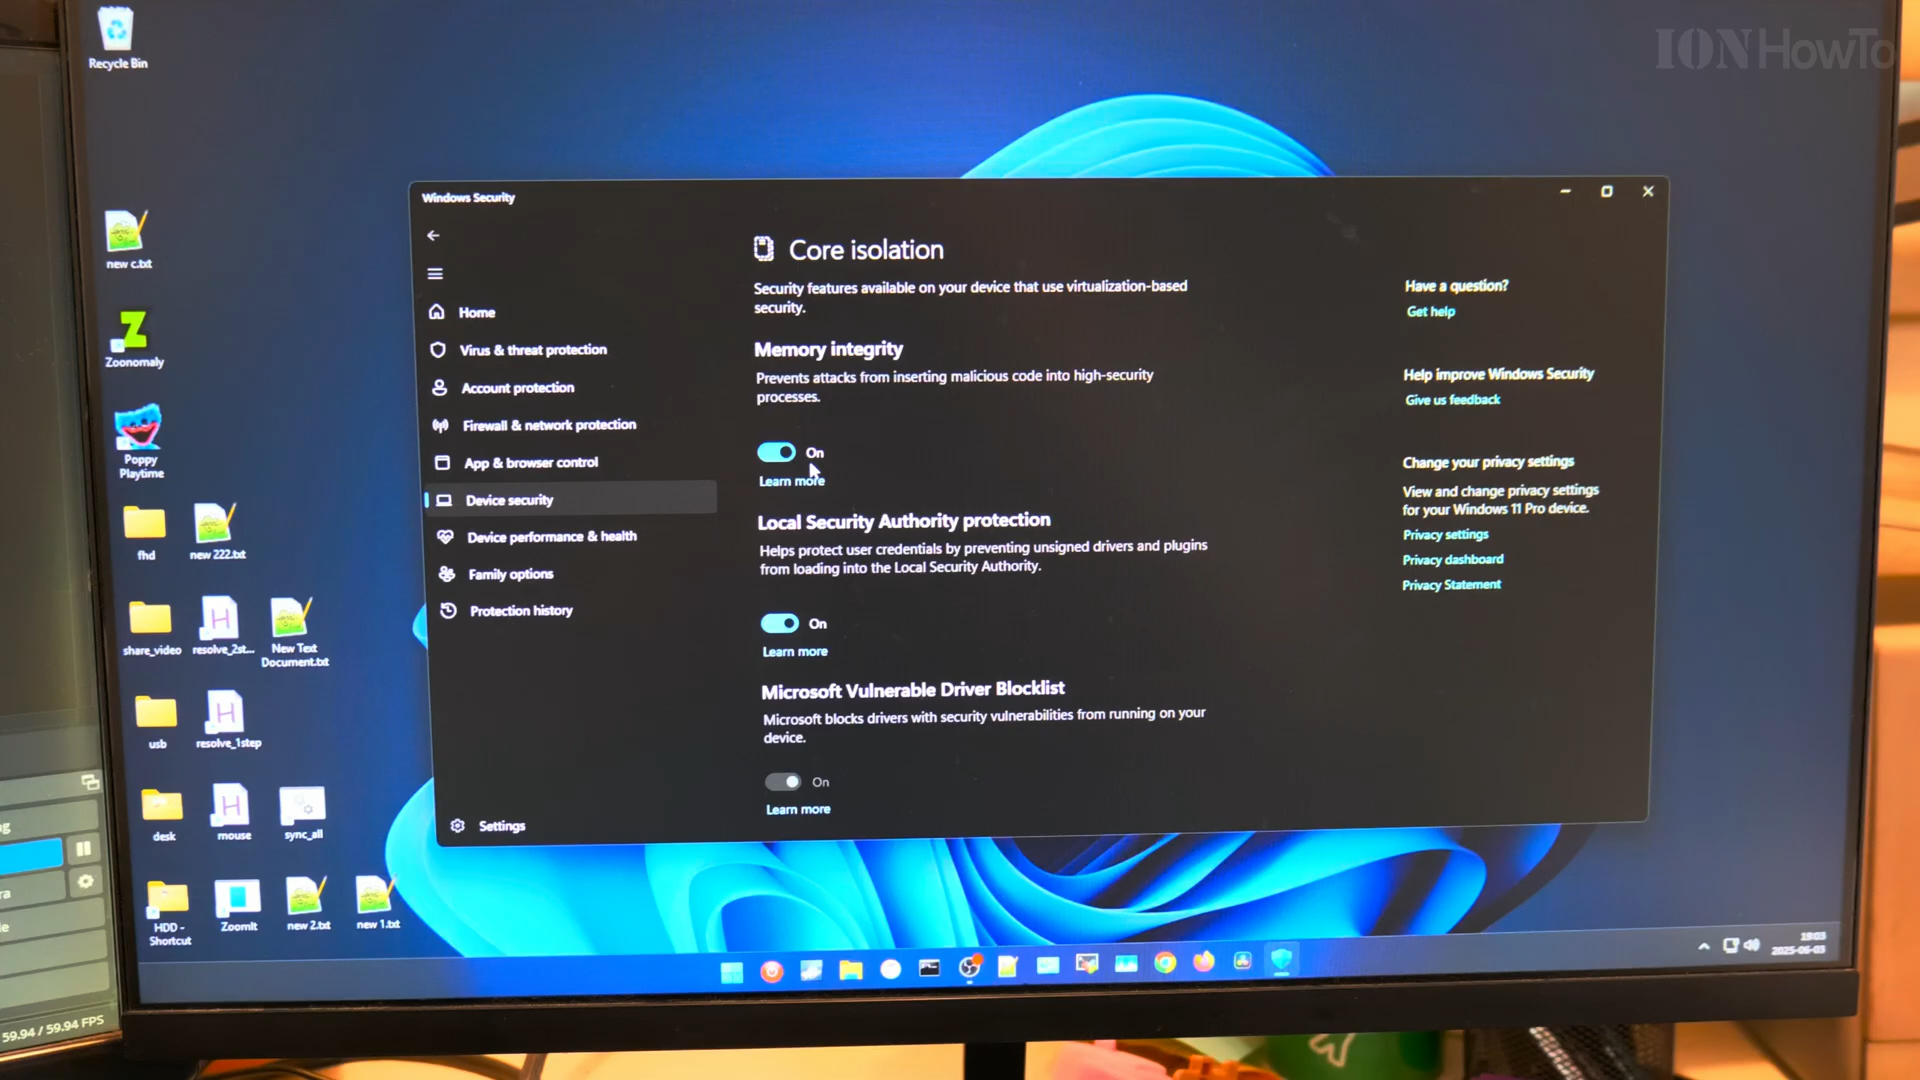 ION HowTo
Recycle Bin
new c.txt
Zoonomaly
Poppy
Playtime
fhd
new 222.txt
share_video
resolve_2st...
New Text
Document.txt
usb
resolve_1step
desk
mouse
sync_all
HDD -
Shortcut
ZoomIt
new 2.txt
new 1.txt
Windows Security
Home
Virus & threat protection
Account protection
Firewall & network protection
App & browser control
Device security
Device performance & health
Family options
Protection history
Settings
Core isolation
Security features available on your device that use virtualization-based
security.
Memory integrity
Prevents attacks from inserting malicious code into high-security
processes.
On
Learn more
Local Security Authority protection
Helps protect user credentials by preventing unsigned drivers and plugins
from loading into the Local Security Authority.
On
Learn more
Microsoft Vulnerable Driver Blocklist
Microsoft blocks drivers with security vulnerabilities from running on your
device.
On
Learn more
Have a question?
Get help
Help improve Windows Security
Give us feedback
Change your privacy settings
View and change privacy settings
for your Windows 11 Pro device.
Privacy settings
Privacy dashboard
Privacy Statement
19:03
2025-06-03
59.94 / 59.94 FPS